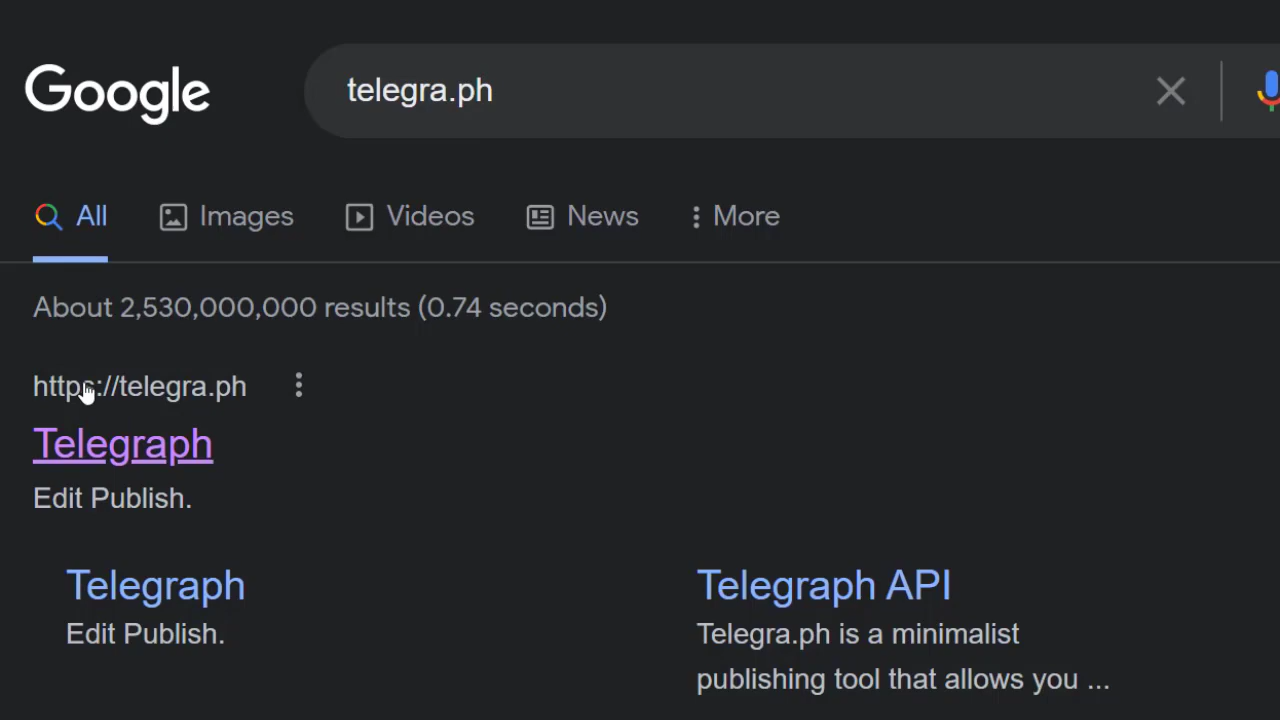 Google
telegra.ph
All Images Videos News More
About 2,530,000,000 results (0.74 seconds)
https://telegra.ph
Telegraph
Edit Publish.
Telegraph
Edit Publish.
Telegraph API
Telegra.ph is a minimalist
publishing tool that allows you ...